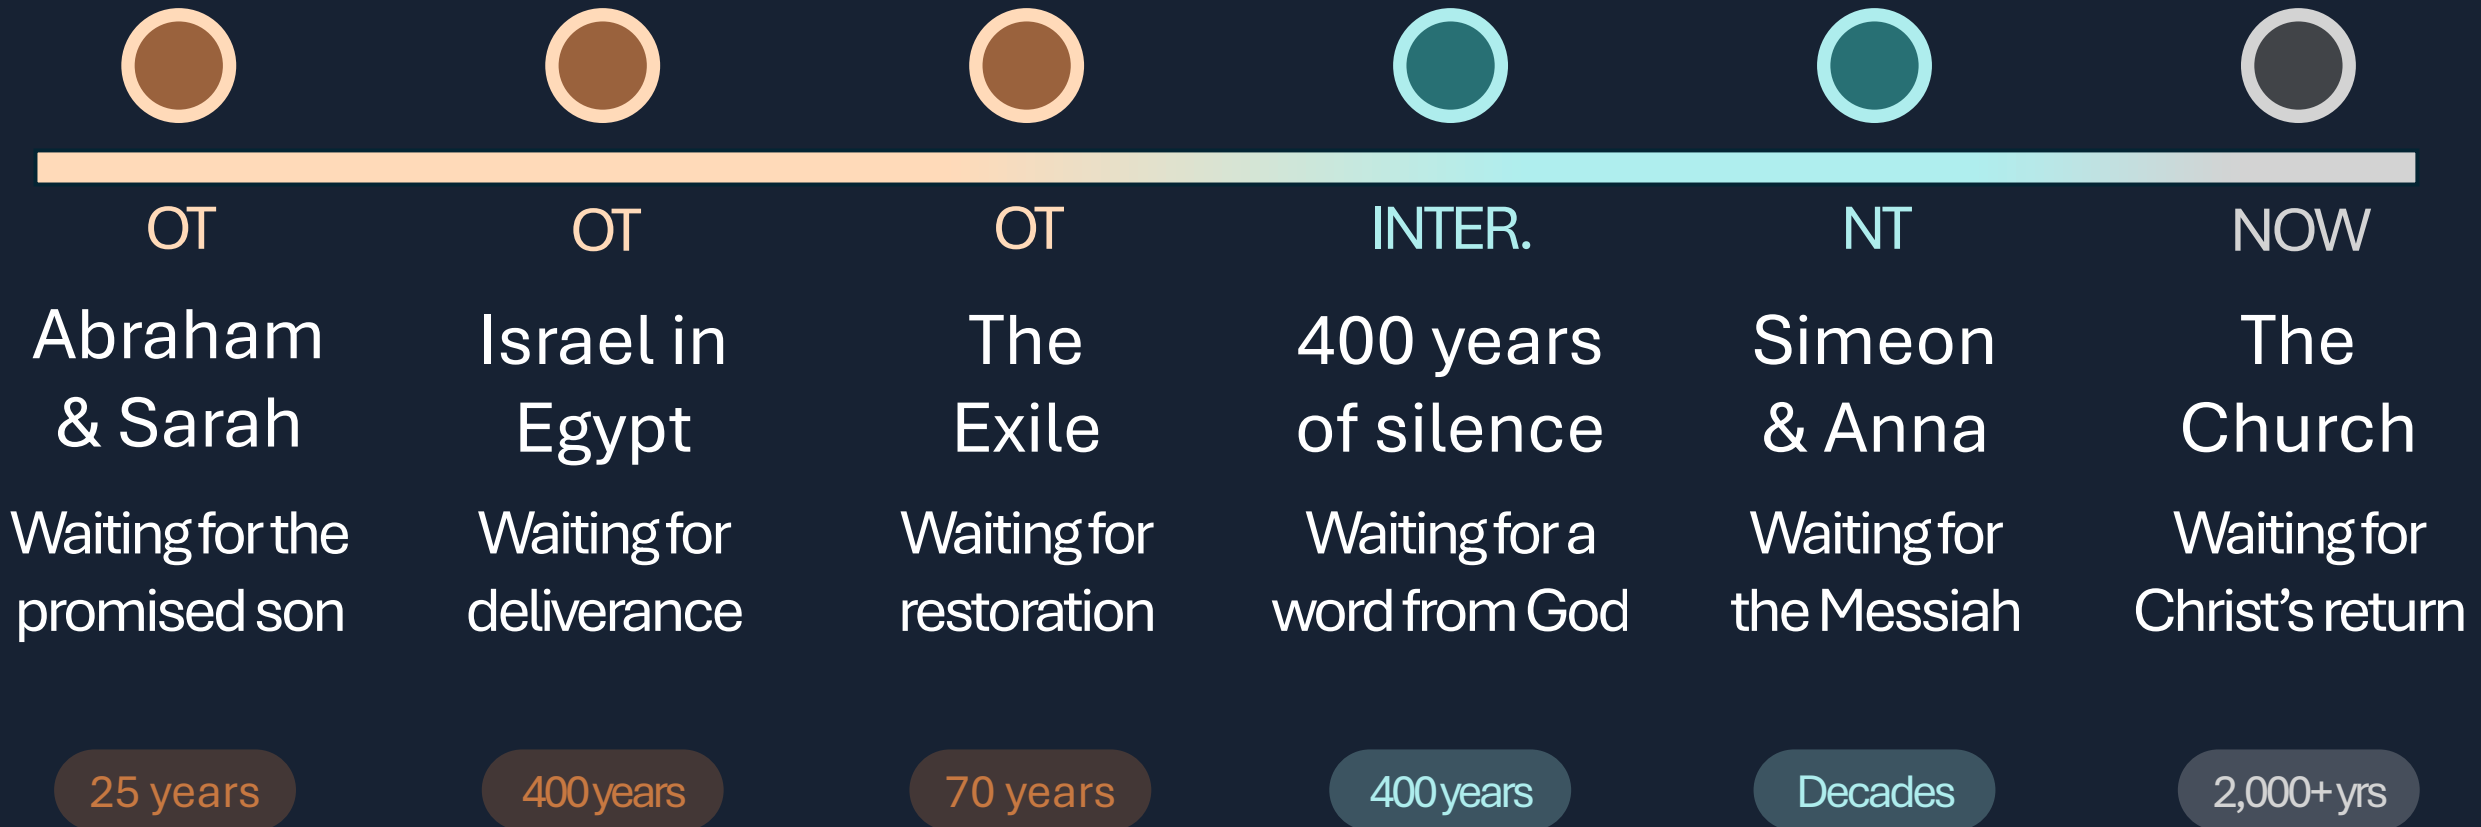 OT
Abraham
& Sarah
Waiting for the
promised son
25 years
OT
Israel in
Egypt
Waiting for
deliverance
400 years
OT
The
Exile
Waiting for
restoration
70 years
INTER.
400 years
of silence
Waiting for a
word from God
400 years
NT
Simeon
& Anna
Waiting for
the Messiah
Decades
NOW
The
Church
Waiting for
Christ’s return
2,000+ yrs